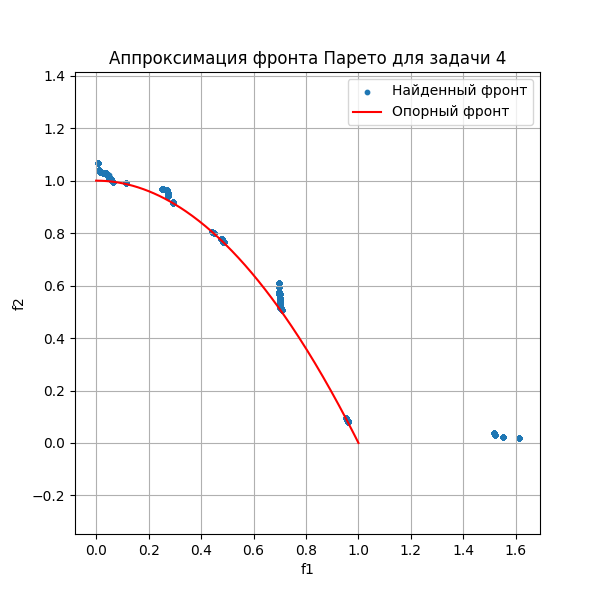 Аппроксимация фронта Парето для задачи 4
Найденный фронт
Опорный фронт
1.4
1.2
1.0
0.8
0.6
0.4
0.2
0.0
−0.2
f2
0.0 0.2 0.4 0.6 0.8 1.0 1.2 1.4 1.6
f1